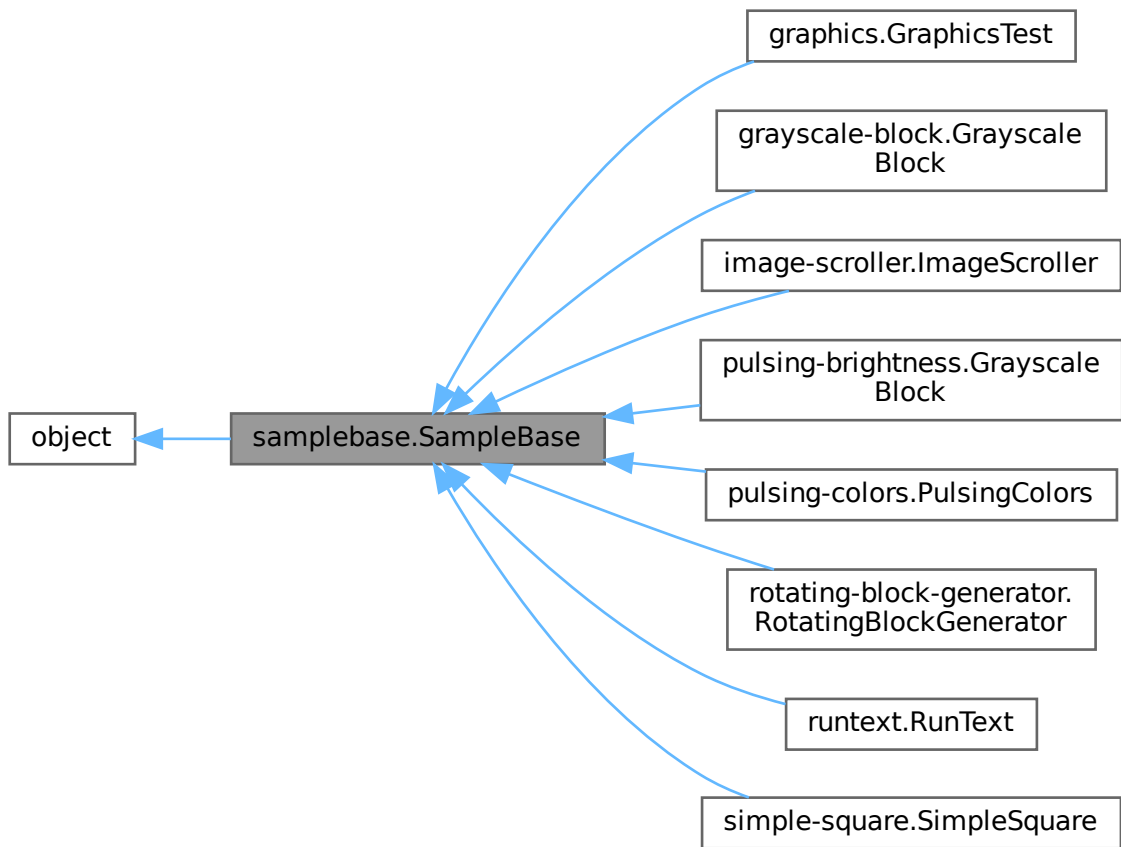 graphics.GraphicsTest
grayscale-block.Grayscale
Block
image-scroller.ImageScroller
pulsing-brightness.Grayscale
Block
object
samplebase.SampleBase
pulsing-colors.PulsingColors
rotating-block-generator.
RotatingBlockGenerator
runtext.RunText
simple-square.SimpleSquare